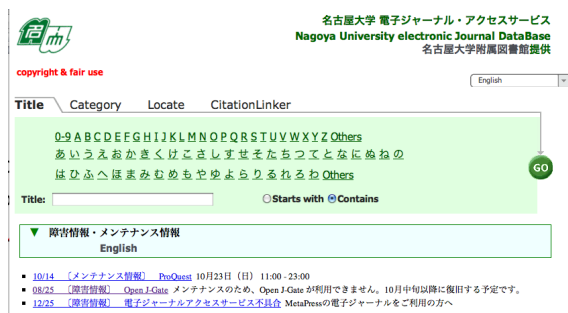 名古屋大学 電子ジャーナル・アクセスサービス
Nagoya University electronic Journal DataBase
名古屋大学附属図書館提供
copyright & fair use
English
Title Category Locate CitationLinker
0-9 A B C D E F G H I J K L M N O P Q R S T U V W X Y Z Others
あ い う え お か き く け こ さ し す せ そ た ち つ て と な に ぬ ね の
は ひ ふ へ ほ ま み む め も や ゆ よ ら り る れ ろ わ Others
GO
Title: Starts with Contains
▼ 障害情報・メンテナンス情報
English
10/14 〔メンテナンス情報〕 ProQuest 10月23日（日） 11:00 - 23:00
08/25 〔障害情報〕 Open J-Gate メンテナンスのため、Open J-Gate が利用できません。10月中旬以降に復旧する予定です。
12/25 〔障害情報〕 電子ジャーナルアクセスサービス不具合 MetaPressの電子ジャーナルをご利用の方へ